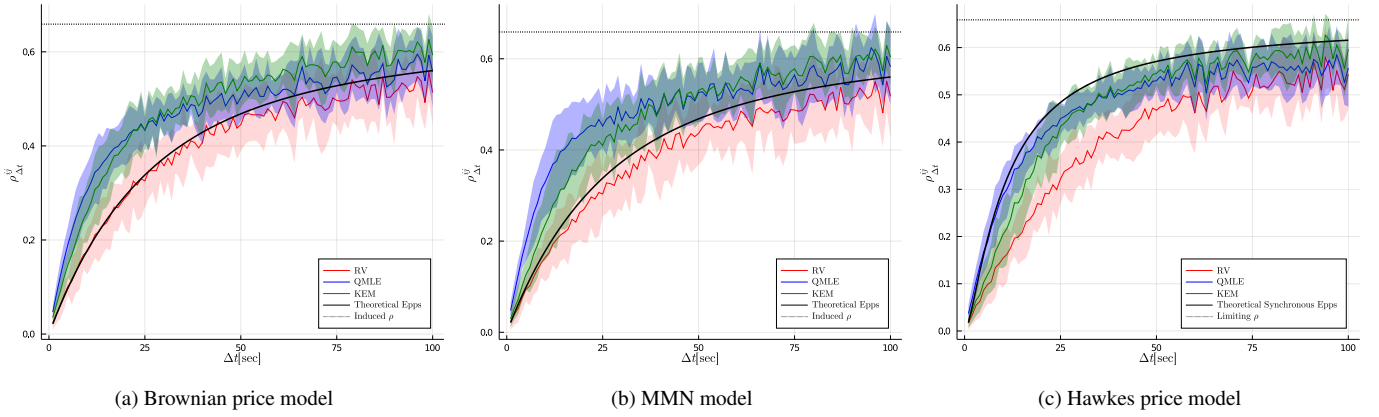 0,6
0,4
0,2
0,0
ρ^{ij}_{Δt}
RV
QMLE
KEM
Theoretical Epps
Induced ρ
0 25 50 75 100
Δt[sec]
(a) Brownian price model
0,6
0,4
0,2
0,0
ρ^{ij}_{Δt}
RV
QMLE
KEM
Theoretical Epps
Induced ρ
0 25 50 75 100
Δt[sec]
(b) MMN model
0,6
0,5
0,4
0,3
0,2
0,1
0,0
ρ^{ij}_{Δt}
RV
QMLE
KEM
Theoretical Synchronous Epps
Limiting ρ
0 25 50 75 100
Δt[sec]
(c) Hawkes price model